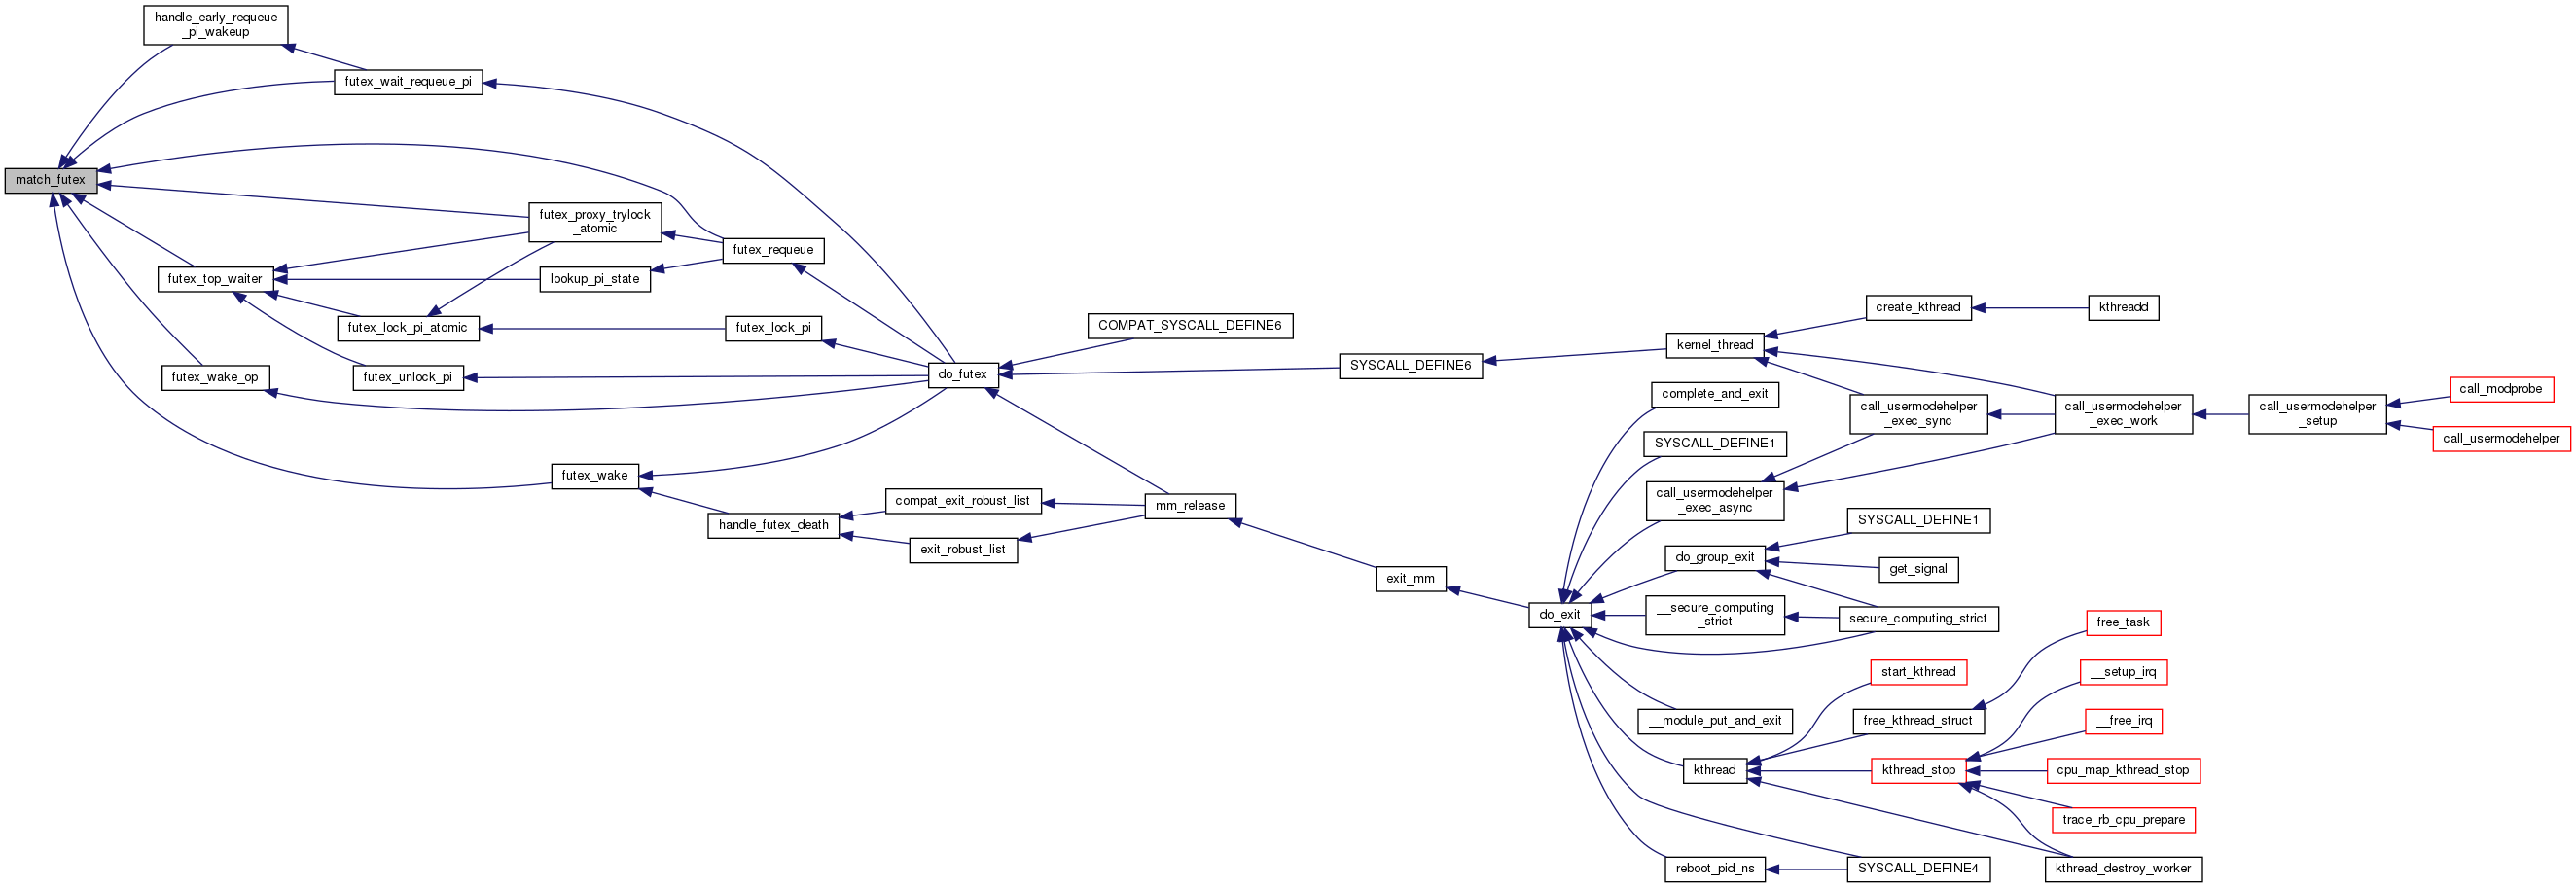 handle_early_requeue
_pi_wakeup
futex_wait_requeue_pi
match_futex
futex_proxy_trylock
_atomic
futex_requeue
futex_top_waiter
lookup_pi_state
futex_lock_pi_atomic
futex_lock_pi
futex_wake_op
futex_unlock_pi
do_futex
futex_wake
handle_futex_death
compat_exit_robust_list
exit_robust_list
COMPAT_SYSCALL_DEFINE6
SYSCALL_DEFINE6
mm_release
exit_mm
do_exit
kernel_thread
create_kthread
kthreadd
complete_and_exit
SYSCALL_DEFINE1
call_usermodehelper
_exec_sync
call_usermodehelper
_exec_work
call_usermodehelper
_setup
call_modprobe
call_usermodehelper
call_usermodehelper
_exec_async
do_group_exit
SYSCALL_DEFINE1
get_signal
__secure_computing
_strict
secure_computing_strict
__module_put_and_exit
kthread
start_kthread
free_kthread_struct
free_task
kthread_stop
__setup_irq
__free_irq
cpu_map_kthread_stop
trace_rb_cpu_prepare
kthread_destroy_worker
reboot_pid_ns
SYSCALL_DEFINE4